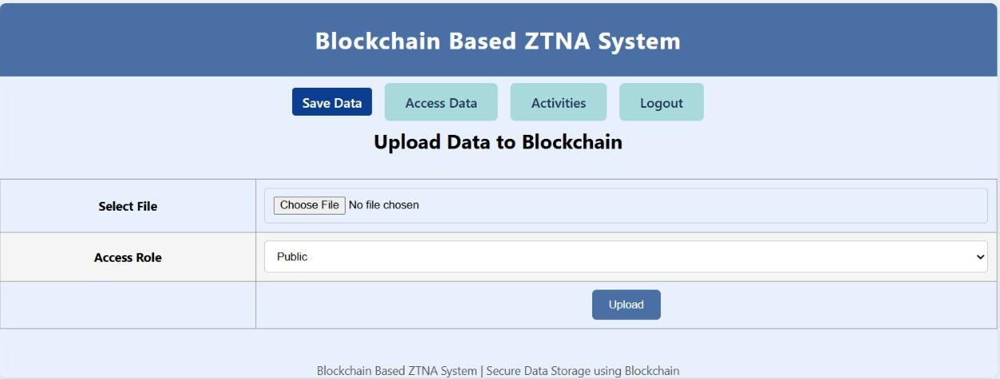 Blockchain Based ZTNA System
Save Data Access Data Activities Logout
Upload Data to Blockchain
Select File Choose File No file chosen
Access Role Public
Upload
Blockchain Based ZTNA System | Secure Data Storage using Blockchain